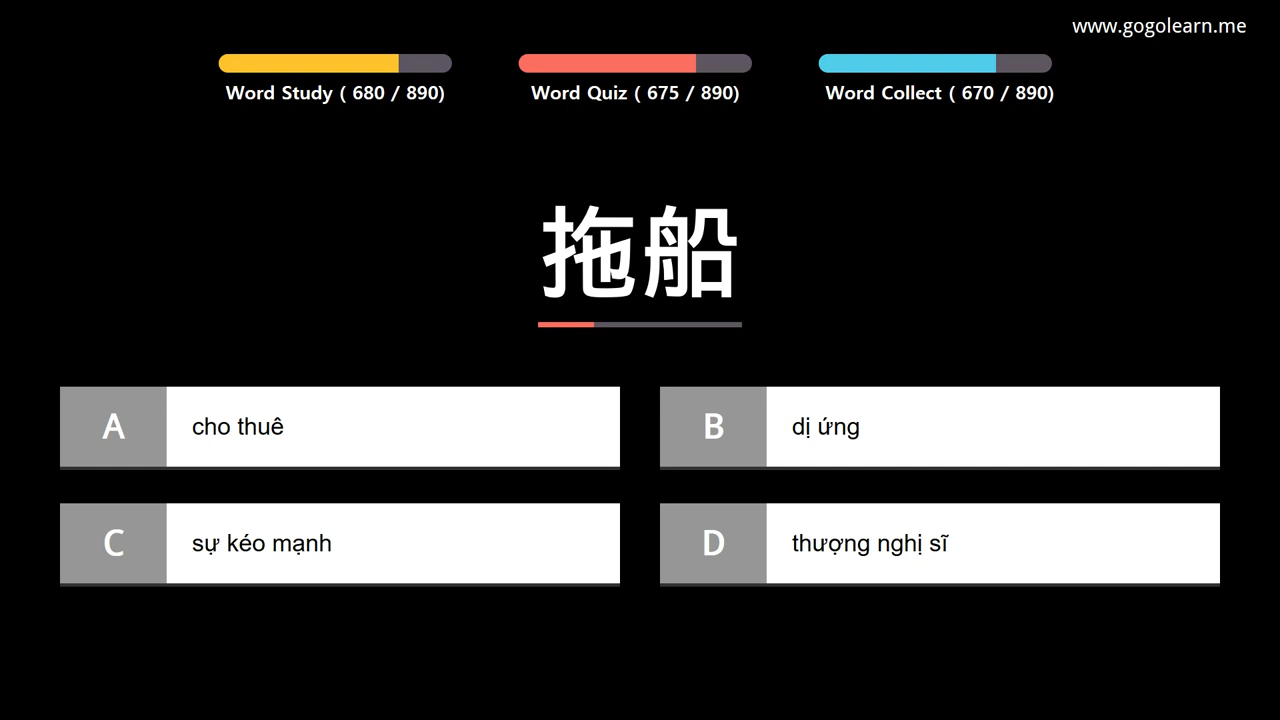 www.gogolearn.me
Word Study ( 680 / 890)
Word Quiz ( 675 / 890)
Word Collect ( 670 / 890)
拖船
A cho thuê
B dị ứng
C sự kéo mạnh
D thượng nghị sĩ